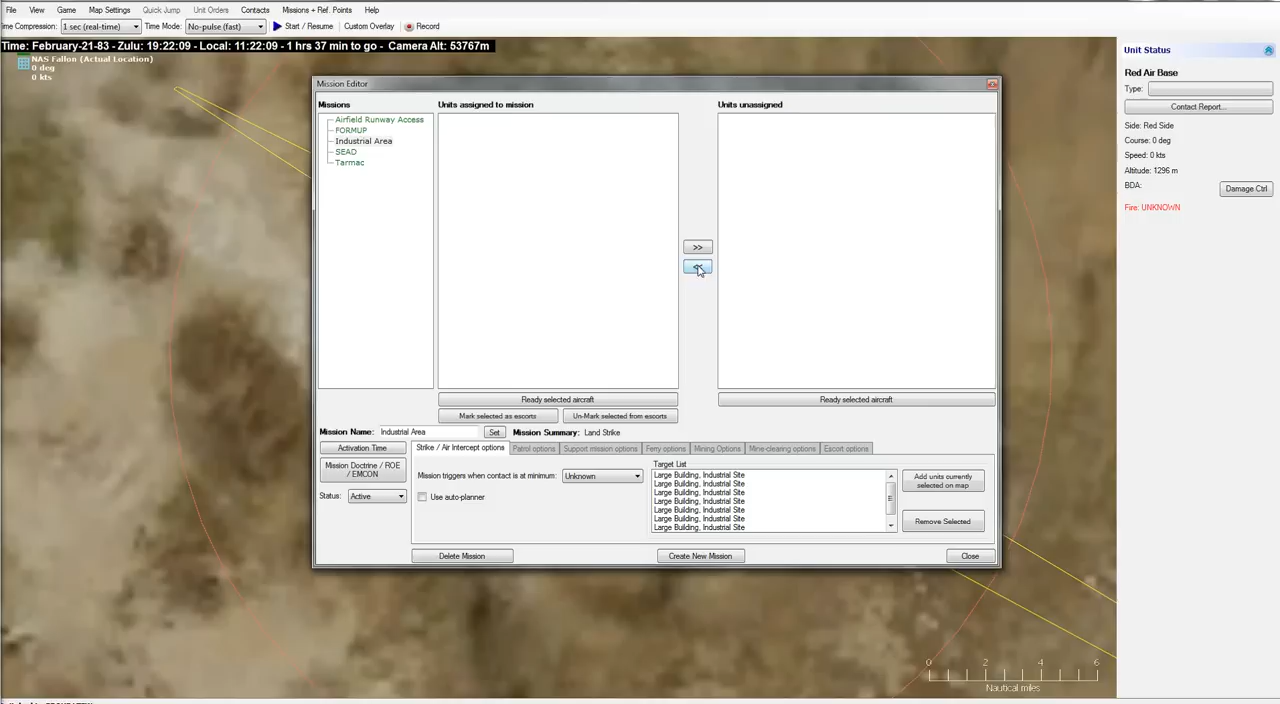 File View Game Map Settings Quick Jump Unit Orders Contacts Missions + Ref. Points Help
ime Compression: 1 sec (real-time) Time Mode: No-pulse (fast) Start / Resume Custom Overlay Record
Time: February-21-83 - Zulu: 19:22:09 - Local: 11:22:09 - 1 hrs 37 min to go - Camera Alt: 53767m
NAS Fallon (Actual Location)
0 deg
0 kts
Mission Editor
Missions
Airfield Runway Access
FORMUP
Industrial Area
SEAD
Tarmac
Units assigned to mission
>>
<<
Units unassigned
Ready selected aircraft
Ready selected aircraft
Mark selected as escorts
Un-Mark selected from escorts
Mission Name: Industrial Area Set Mission Summary: Land Strike
Activation Time
Mission Doctrine / ROE
/ EMCON
Status: Active
Strike / Air Intercept options Patrol options Support mission options Ferry options Mining Options Mine-clearing options Escort options
Mission triggers when contact is at minimum: Unknown
Use auto-planner
Target List
Large Building, Industrial Site
Large Building, Industrial Site
Large Building, Industrial Site
Large Building, Industrial Site
Large Building, Industrial Site
Large Building, Industrial Site
Large Building, Industrial Site
Add units currently
selected on map
Remove Selected
Delete Mission
Create New Mission
Close
Unit Status
Red Air Base
Type:
Contact Report...
Side: Red Side
Course: 0 deg
Speed: 0 kts
Altitude: 1296 m
BDA:
Damage Ctrl
Fire: UNKNOWN
0 2 4 6
Nautical miles